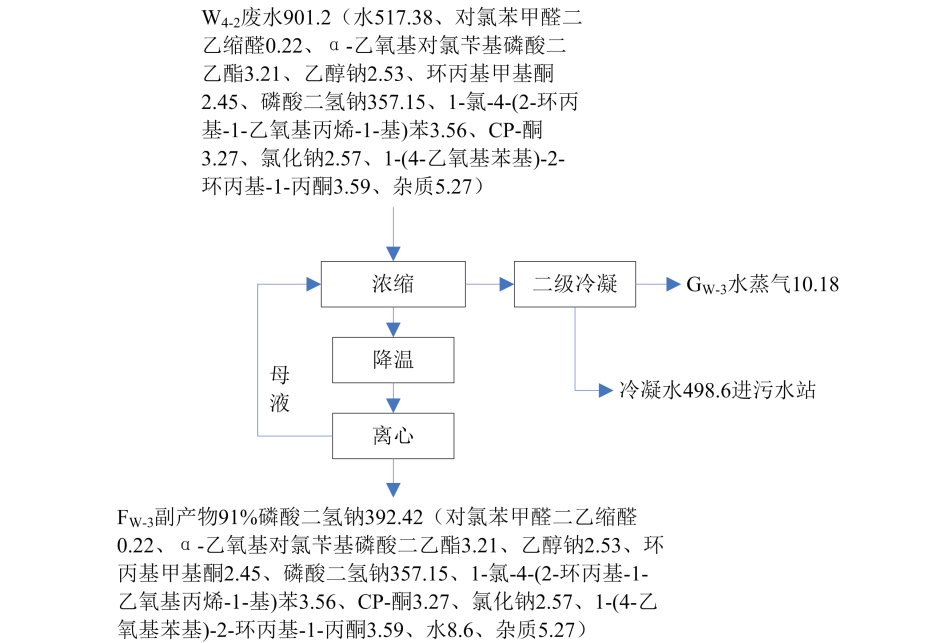 W4-2废水901.2（水517.38、对氯苯甲醛二
乙缩醛0.22、α-乙氧基对氯苄基磷酸二
乙酯3.21、乙醇钠2.53、环丙基甲基酮
2.45、磷酸二氢钠357.15、1-氯-4-(2-环丙
基-1-乙氧基丙烯-1-基)苯3.56、CP-酮
3.27、氯化钠2.57、1-(4-乙氧基苯基)-2-
环丙基-1-丙酮3.59、杂质5.27）
浓缩
二级冷凝
GW-3水蒸气10.18
降温
母
液
冷凝水498.6进污水站
离心
FW-3副产物91%磷酸二氢钠392.42（对氯苯甲醛二乙缩醛
0.22、α-乙氧基对氯苄基磷酸二乙酯3.21、乙醇钠2.53、环
丙基甲基酮2.45、磷酸二氢钠357.15、1-氯-4-(2-环丙基-1-
乙氧基丙烯-1-基)苯3.56、CP-酮3.27、氯化钠2.57、1-(4-乙
氧基苯基)-2-环丙基-1-丙酮3.59、水8.6、杂质5.27）